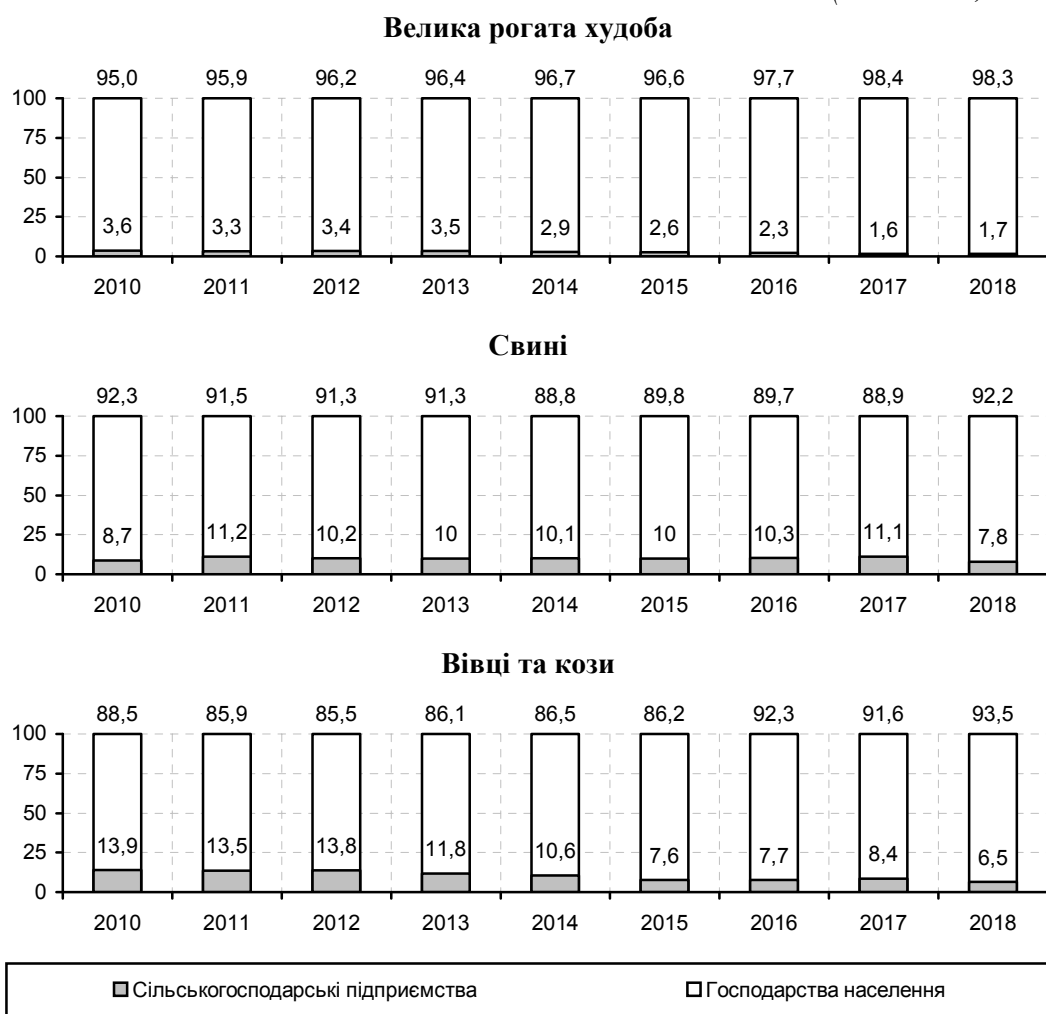 Велика рогата худоба
95,0 95,9 96,2 96,4 96,7 96,6 97,7 98,4 98,3
100
75
50
25
3,6 3,3 3,4 3,5 2,9 2,6 2,3 1,6 1,7
0
2010 2011 2012 2013 2014 2015 2016 2017 2018
Свині
92,3 91,5 91,3 91,3 88,8 89,8 89,7 88,9 92,2
100
75
50
25
8,7 11,2 10,2 10 10,1 10 10,3 11,1 7,8
0
2010 2011 2012 2013 2014 2015 2016 2017 2018
Вівці та кози
88,5 85,9 85,5 86,1 86,5 86,2 92,3 91,6 93,5
100
75
50
25
13,9 13,5 13,8 11,8 10,6 7,6 7,7 8,4 6,5
0
2010 2011 2012 2013 2014 2015 2016 2017 2018
Сільськогосподарські підприємства Господарства населення